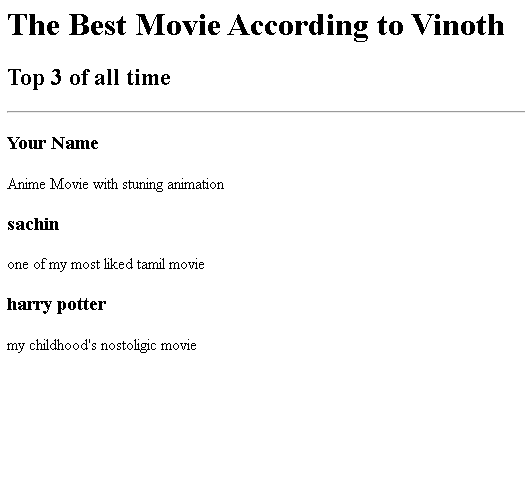 The Best Movie According to Vinoth
Top 3 of all time
Your Name
Anime Movie with stuning animation
sachin
one of my most liked tamil movie
harry potter
my childhood's nostoligic movie